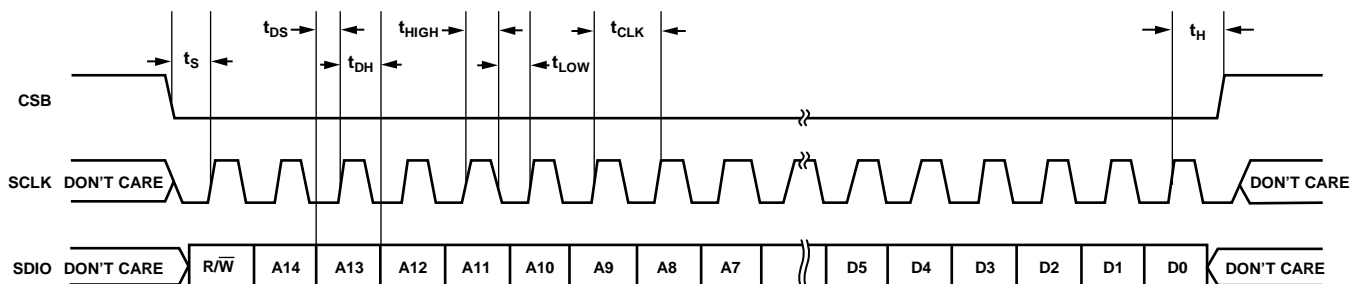 tDS tHIGH tCLK tH
tS tDH tLOW
CSB
SCLK DON'T CARE DON'T CARE
SDIO DON'T CARE R/W̅ A14 A13 A12 A11 A10 A9 A8 A7 D5 D4 D3 D2 D1 D0 DON'T CARE